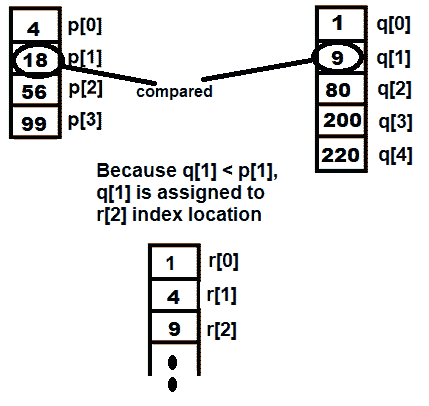 4 p[0] 1 q[0]
18 p[1] 9 q[1]
56 p[2] compared 80 q[2]
99 p[3] 200 q[3]
220 q[4]
Because q[1] < p[1],
q[1] is assigned to
r[2] index location
1 r[0]
4 r[1]
9 r[2]